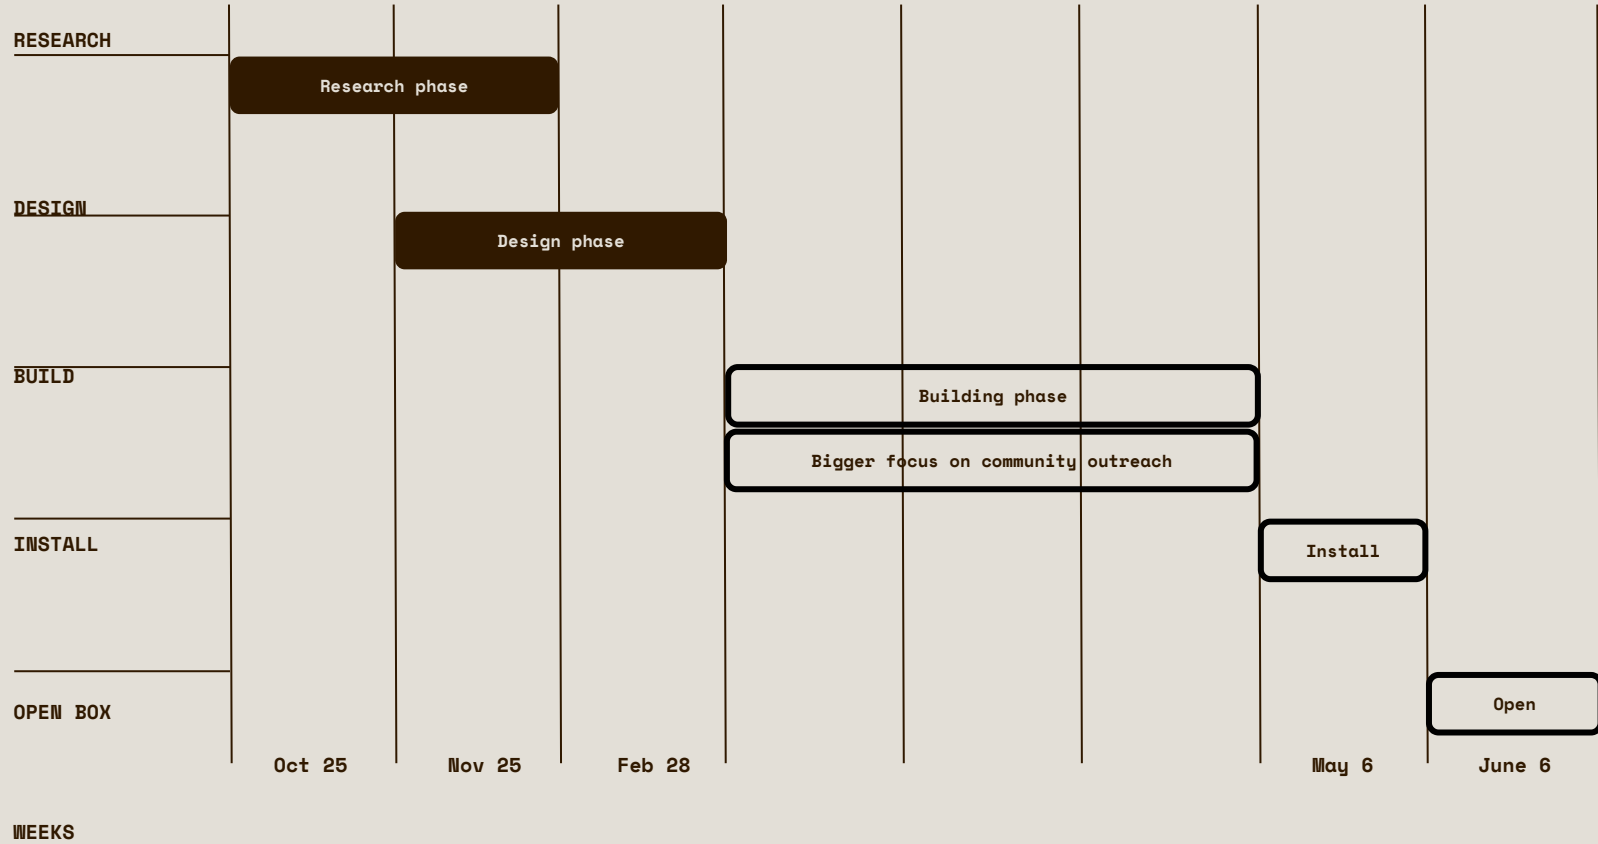 RESEARCH
Research phase
DESIGN
Design phase
BUILD
Building phase
Bigger focus on community outreach
INSTALL
Install
OPEN BOX
Open
Oct 25
Nov 25
Feb 28
May 6
June 6
WEEKS